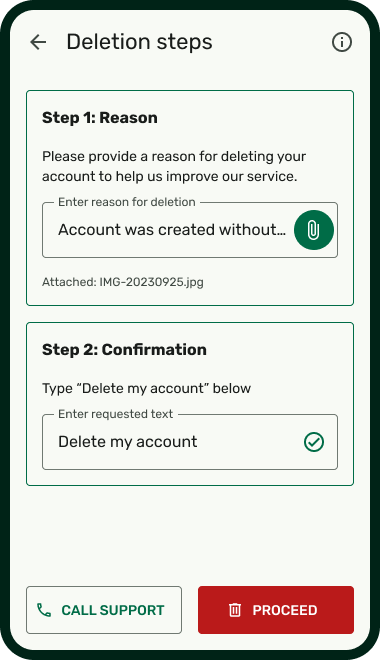 Deletion steps
Step 1: Reason
Please provide a reason for deleting your
account to help us improve our service.
Enter reason for deletion
Account was created without...
Attached: IMG-20230925.jpg
Step 2: Confirmation
Type “Delete my account” below
Enter requested text
Delete my account
CALL SUPPORT
PROCEED